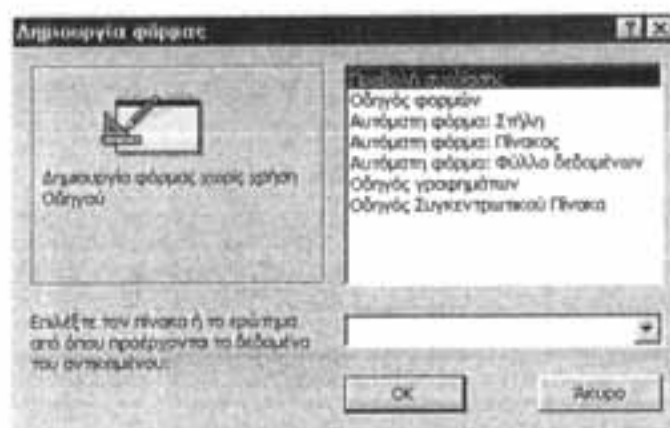 Δημιουργία φόρμας
Προβολή σχεδίασης
Οδηγός φορμών
Αυτόματη φόρμα: Στήλη
Αυτόματη φόρμα: Πίνακας
Αυτόματη φόρμα: Φύλλο δεδομένων
Οδηγός γραφημάτων
Οδηγός Συγκεντρωτικού Πίνακα
Δημιουργία φόρμας χωρίς χρήση
Οδηγού
Επιλέξτε τον πίνακα ή το ερώτημα
από όπου προέρχονται τα δεδομένα
του αντικειμένου:
OK
Άκυρο